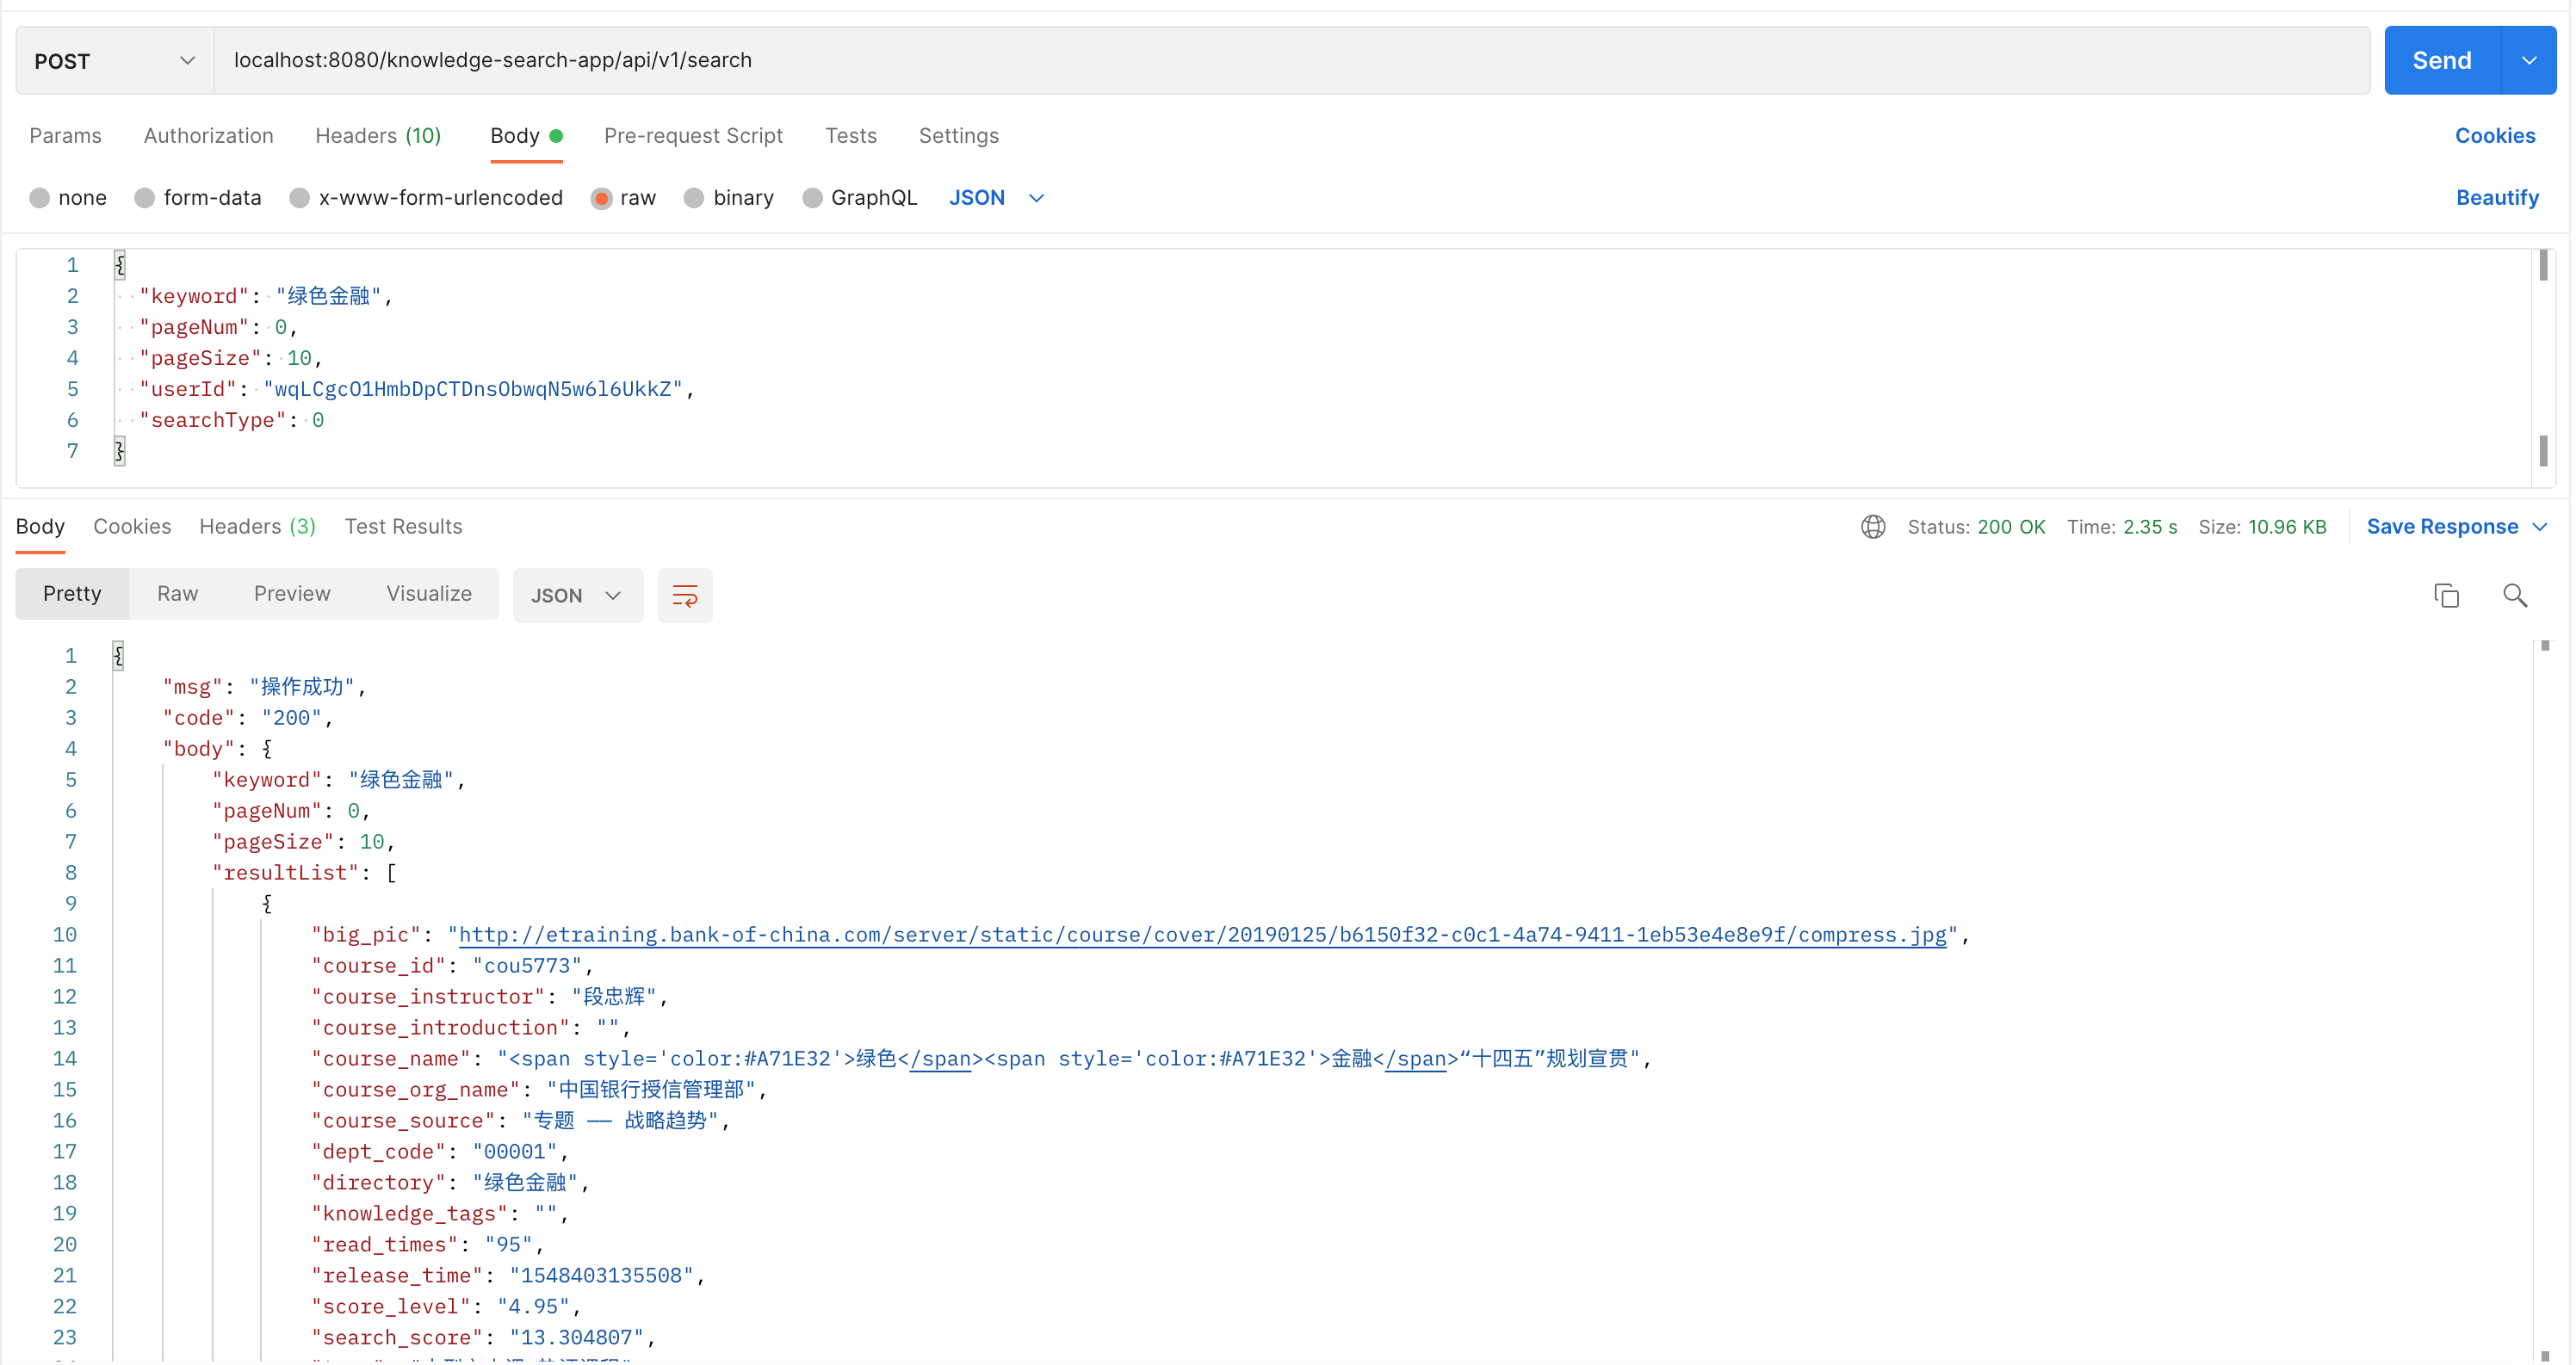 POST localhost:8080/knowledge-search-app/api/v1/search Send
Params Authorization Headers (10) Body Pre-request Script Tests Settings Cookies
none form-data x-www-form-urlencoded raw binary GraphQL JSON Beautify
1 {
2 "keyword": "绿色金融",
3 "pageNum": 0,
4 "pageSize": 10,
5 "userId": "wqLCgcO1HmbDpCTDnsObwqN5w6l6UkkZ",
6 "searchType": 0
7 }
Body Cookies Headers (3) Test Results Status: 200 OK Time: 2.35 s Size: 10.96 KB Save Response
Pretty Raw Preview Visualize JSON
1 {
2 "msg": "操作成功",
3 "code": "200",
4 "body": {
5 "keyword": "绿色金融",
6 "pageNum": 0,
7 "pageSize": 10,
8 "resultList": [
9 {
10 "big_pic": "http://etraining.bank-of-china.com/server/static/course/cover/20190125/b6150f32-c0c1-4a74-9411-1eb53e4e8e9f/compress.jpg",
11 "course_id": "cou5773",
12 "course_instructor": "段忠辉",
13 "course_introduction": "",
14 "course_name": "<span style='color:#A71E32'>绿色</span><span style='color:#A71E32'>金融</span>“十四五”规划宣贯",
15 "course_org_name": "中国银行授信管理部",
16 "course_source": "专题 —— 战略趋势",
17 "dept_code": "00001",
18 "directory": "绿色金融",
19 "knowledge_tags": "",
20 "read_times": "95",
21 "release_time": "1548403135508",
22 "score_level": "4.95",
23 "search_score": "13.304807",